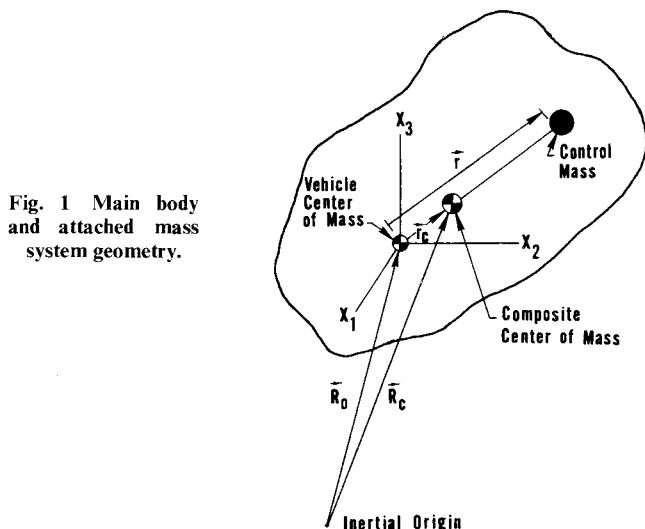 Fig. 1 Main body
and attached mass
system geometry.
X3
r
Control
Mass
Vehicle
Center
of Mass
rc
X2
X1
Composite
Center of Mass
Ro
Rc
Inertial Origin